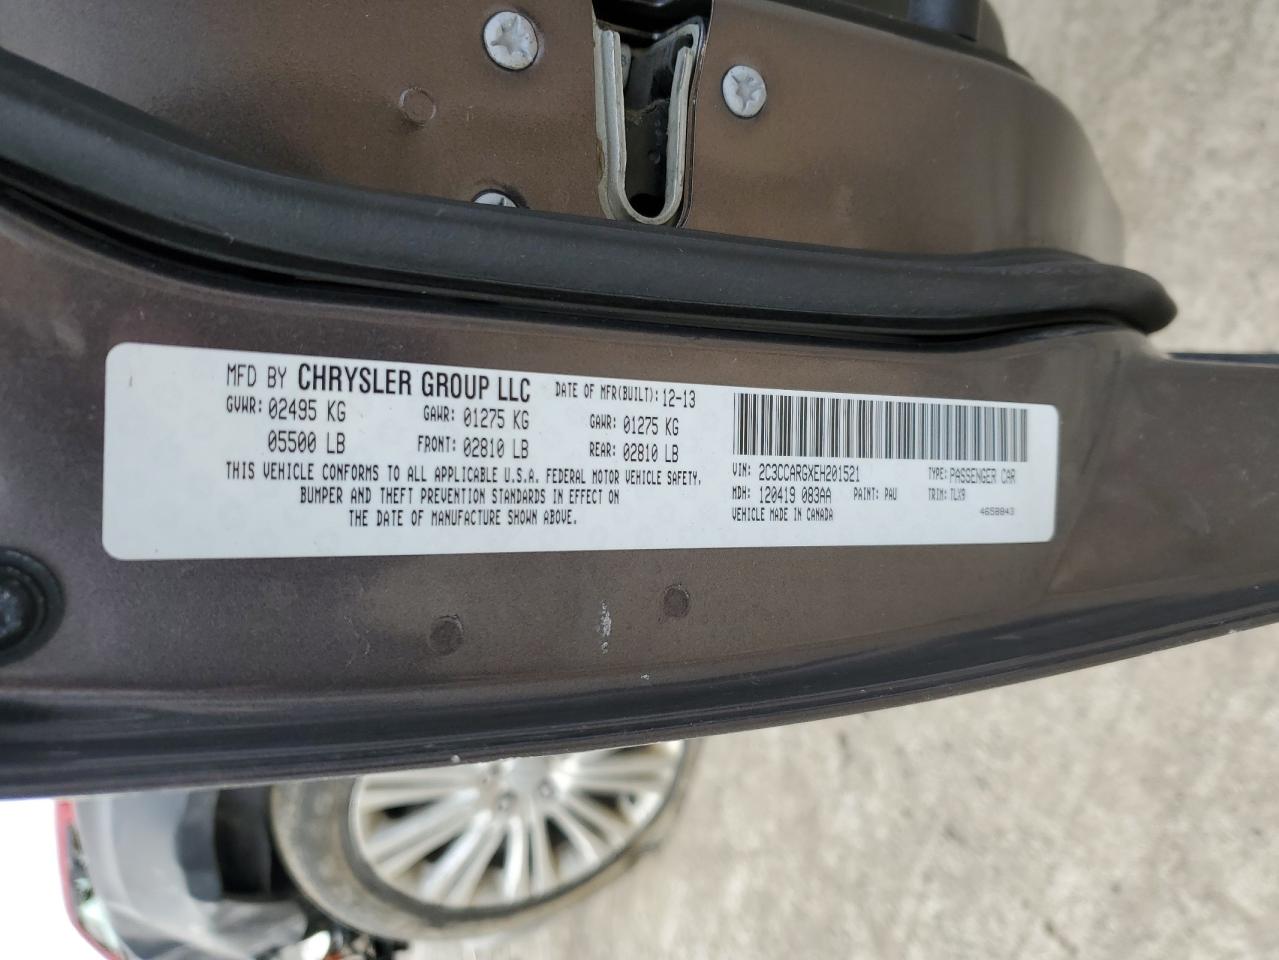 MFD BY CHRYSLER GROUP LLC DATE OF MFR(BUILT): 12-13
GVWR: 02495 KG GAWR: 01275 KG GAWR: 01275 KG
05500 LB FRONT: 02810 LB REAR: 02810 LB
THIS VEHICLE CONFORMS TO ALL APPLICABLE U.S.A. FEDERAL MOTOR VEHICLE SAFETY,
BUMPER AND THEFT PREVENTION STANDARDS IN EFFECT ON
THE DATE OF MANUFACTURE SHOWN ABOVE.
VIN: 2C3CCARGXEH201521 TYPE: PASSENGER CAR
MDH: 120419 083AA PAINT: PAU TRIM: TLX9
VEHICLE MADE IN CANADA 4658843